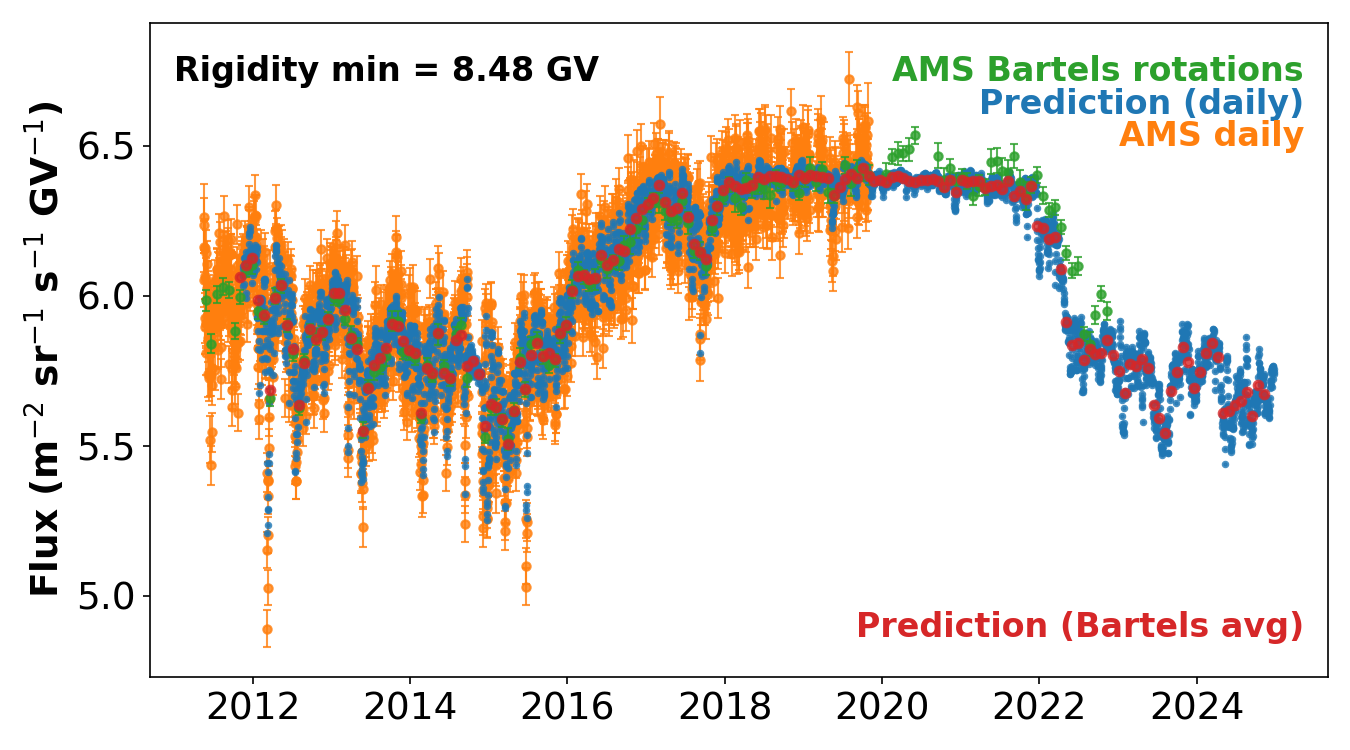 Rigidity min = 8.48 GV
AMS Bartels rotations
Prediction (daily)
AMS daily
Prediction (Bartels avg)
Flux (m⁻² sr⁻¹ s⁻¹ GV⁻¹)
6.5
6.0
5.5
5.0
2012 2014 2016 2018 2020 2022 2024